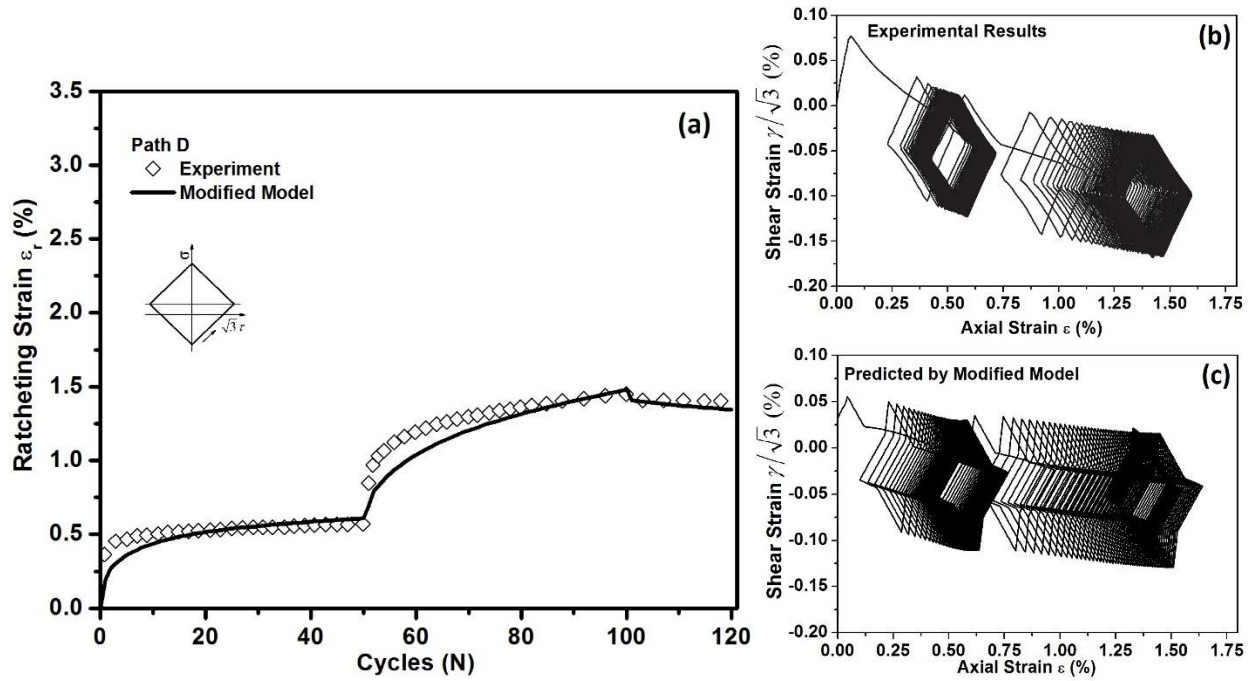 (a)
Path D
Experiment
Modified Model
σ
√3 τ
3.5
3.0
2.5
2.0
1.5
1.0
0.5
0.0
Ratcheting Strain εr (%)
0 20 40 60 80 100 120
Cycles (N)
Experimental Results
(b)
0.10
0.05
0.00
-0.05
-0.10
-0.15
-0.20
Shear Strain γ/√3 (%)
0.00 0.25 0.50 0.75 1.00 1.25 1.50 1.75
Axial Strain ε (%)
Predicted by Modified Model
(c)
0.10
0.05
0.00
-0.05
-0.10
-0.15
-0.20
Shear Strain γ/√3 (%)
0.00 0.25 0.50 0.75 1.00 1.25 1.50 1.75
Axial Strain ε (%)